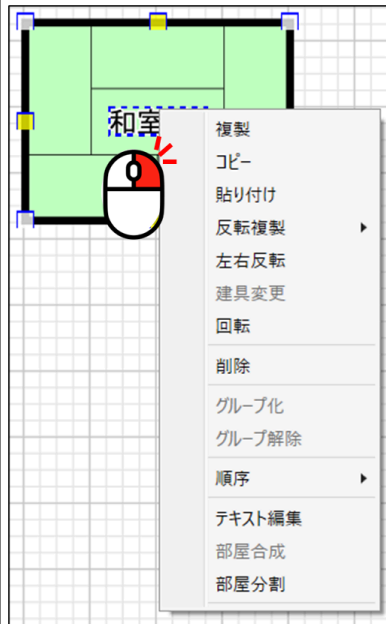 和室
複製
コピー
貼り付け
反転複製
左右反転
建具変更
回転
削除
グループ化
グループ解除
順序
テキスト編集
部屋合成
部屋分割